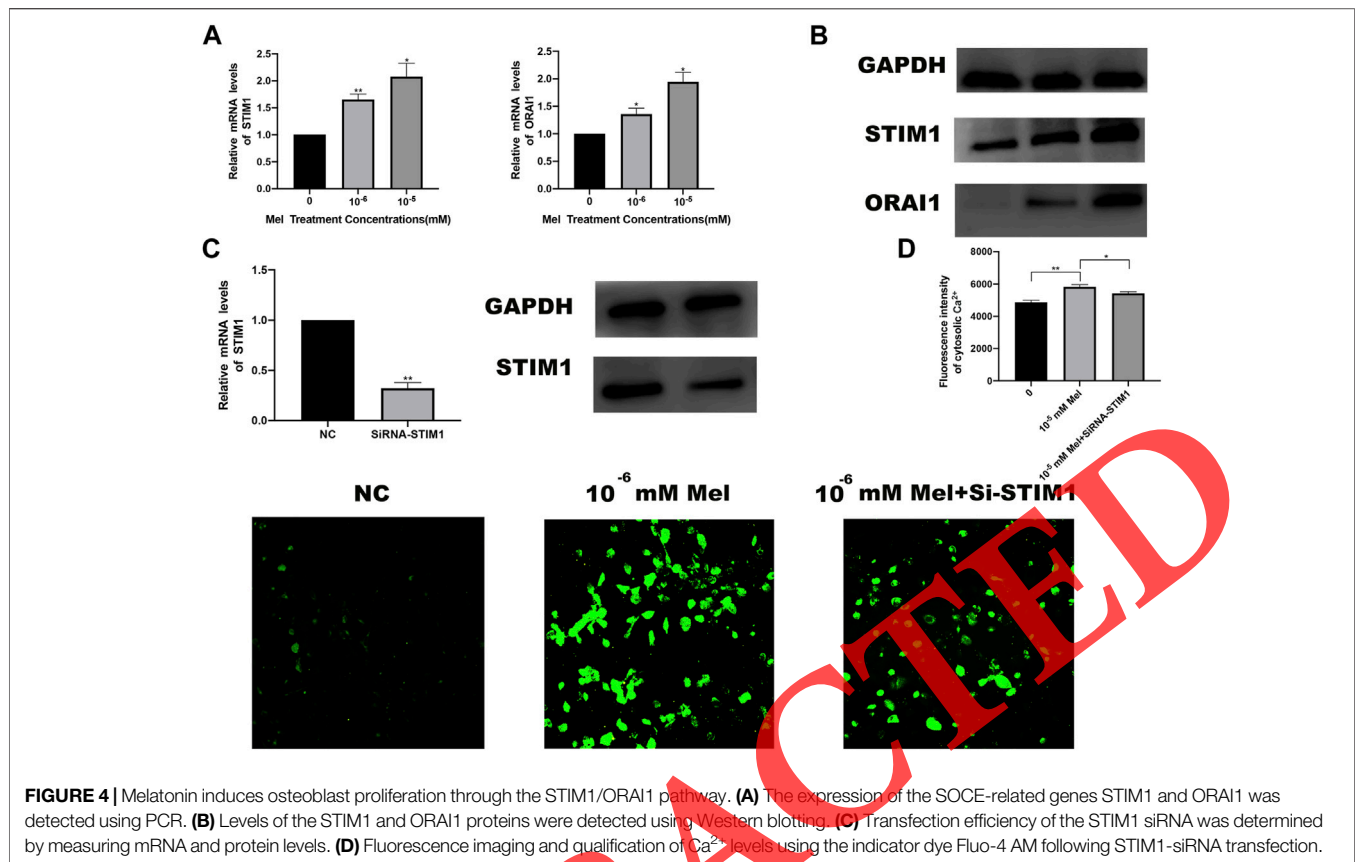 A
2.5
2.0
1.5
1.0
0.5
0.0
Relative mRNA levels
of STIM1
**
*
0
10⁻⁶
10⁻⁵
Mel Treatment Concentrations(mM)
2.5
2.0
1.5
1.0
0.5
0.0
Relative mRNA levels
of ORAI1
*
*
0
10⁻⁶
10⁻⁵
Mel Treatment Concentrations(mM)
B
GAPDH
STIM1
ORAI1
C
1.5
1.0
0.5
0.0
Relative mRNA levels
of STIM1
**
NC
SiRNA-STIM1
GAPDH
STIM1
D
8000
6000
4000
2000
0
Fluorescence intensity
of cytosolic Ca²⁺
**
*
0
10⁻⁵ mM Mel
10⁻⁵ mM Mel+SiRNA-STIM1
NC
10⁻⁶ mM Mel
10⁻⁶ mM Mel+Si-STIM1
ACTED
FIGURE 4 | Melatonin induces osteoblast proliferation through the STIM1/ORAI1 pathway. (A) The expression of the SOCE-related genes STIM1 and ORAI1 was
detected using PCR. (B) Levels of the STIM1 and ORAI1 proteins were detected using Western blotting. (C) Transfection efficiency of the STIM1 siRNA was determined
by measuring mRNA and protein levels. (D) Fluorescence imaging and qualification of Ca²⁺ levels using the indicator dye Fluo-4 AM following STIM1-siRNA transfection.